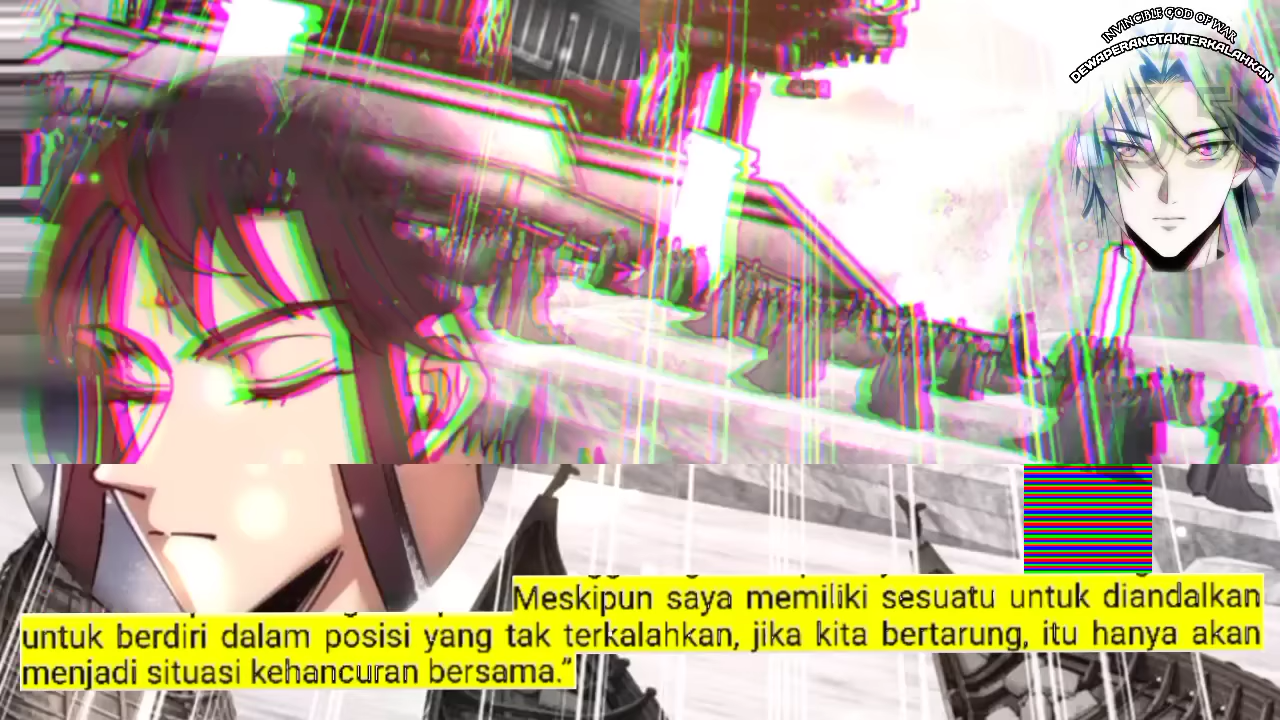 INVINCIBLE GOD OF WAR
DEWAPERANGTAKTERKALAHKAN
Meskipun saya memiliki sesuatu untuk diandalkan
untuk berdiri dalam posisi yang tak terkalahkan, jika kita bertarung, itu hanya akan
menjadi situasi kehancuran bersama.”